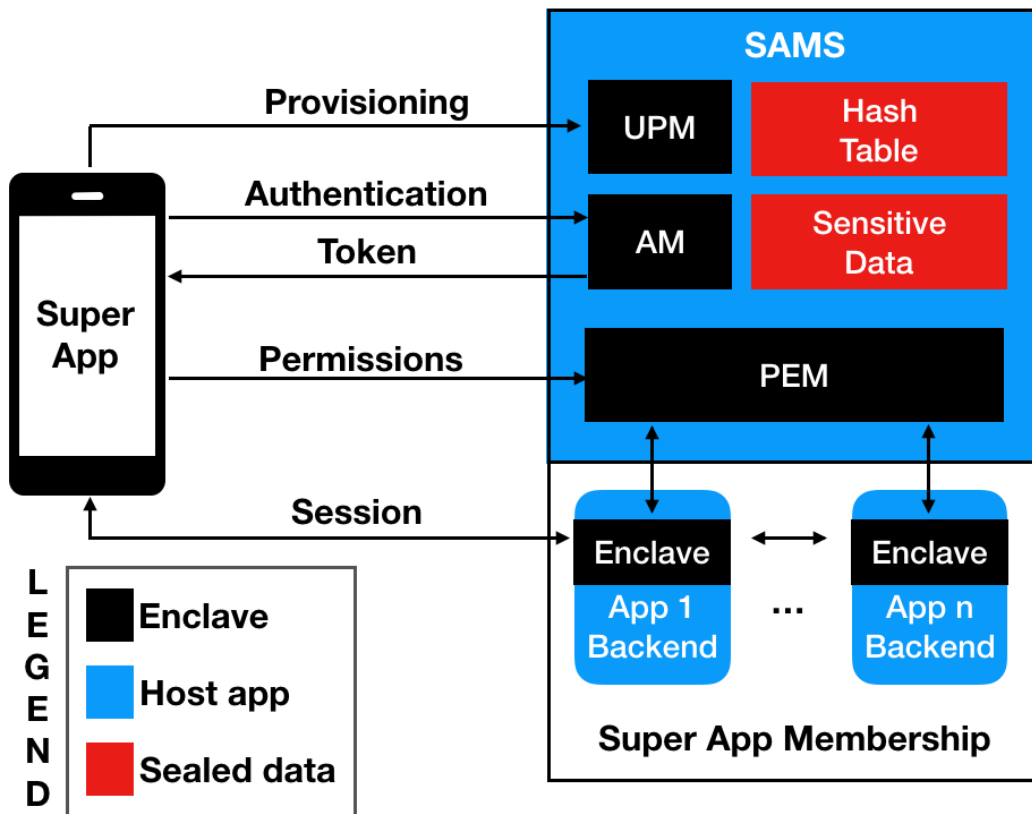 SAMS
Provisioning
UPM
Hash
Table
Authentication
AM
Sensitive
Data
Token
Super
App
Permissions
PEM
Session
Enclave
Enclave
App 1
Backend
...
App n
Backend
Super App Membership
LEGEND
Enclave
Host app
Sealed data